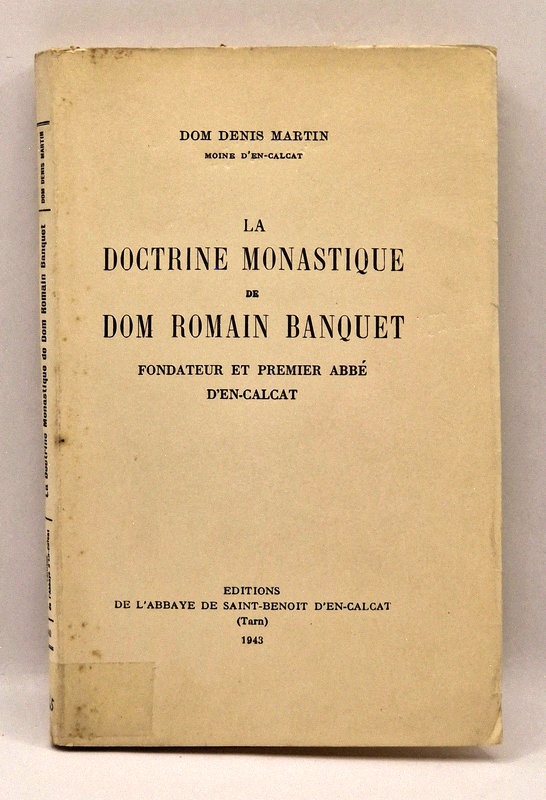 DOM DENIS MARTIN
MOINE D'EN-CALCAT
LA
DOCTRINE MONASTIQUE
DE
DOM ROMAIN BANQUET
FONDATEUR ET PREMIER ABBÉ
D'EN-CALCAT
EDITIONS
DE L'ABBAYE DE SAINT-BENOIT D'EN-CALCAT
(Tarn)
1943
DOM DENIS MARTIN
La Doctrine Monastique de Dom Romain Banquet